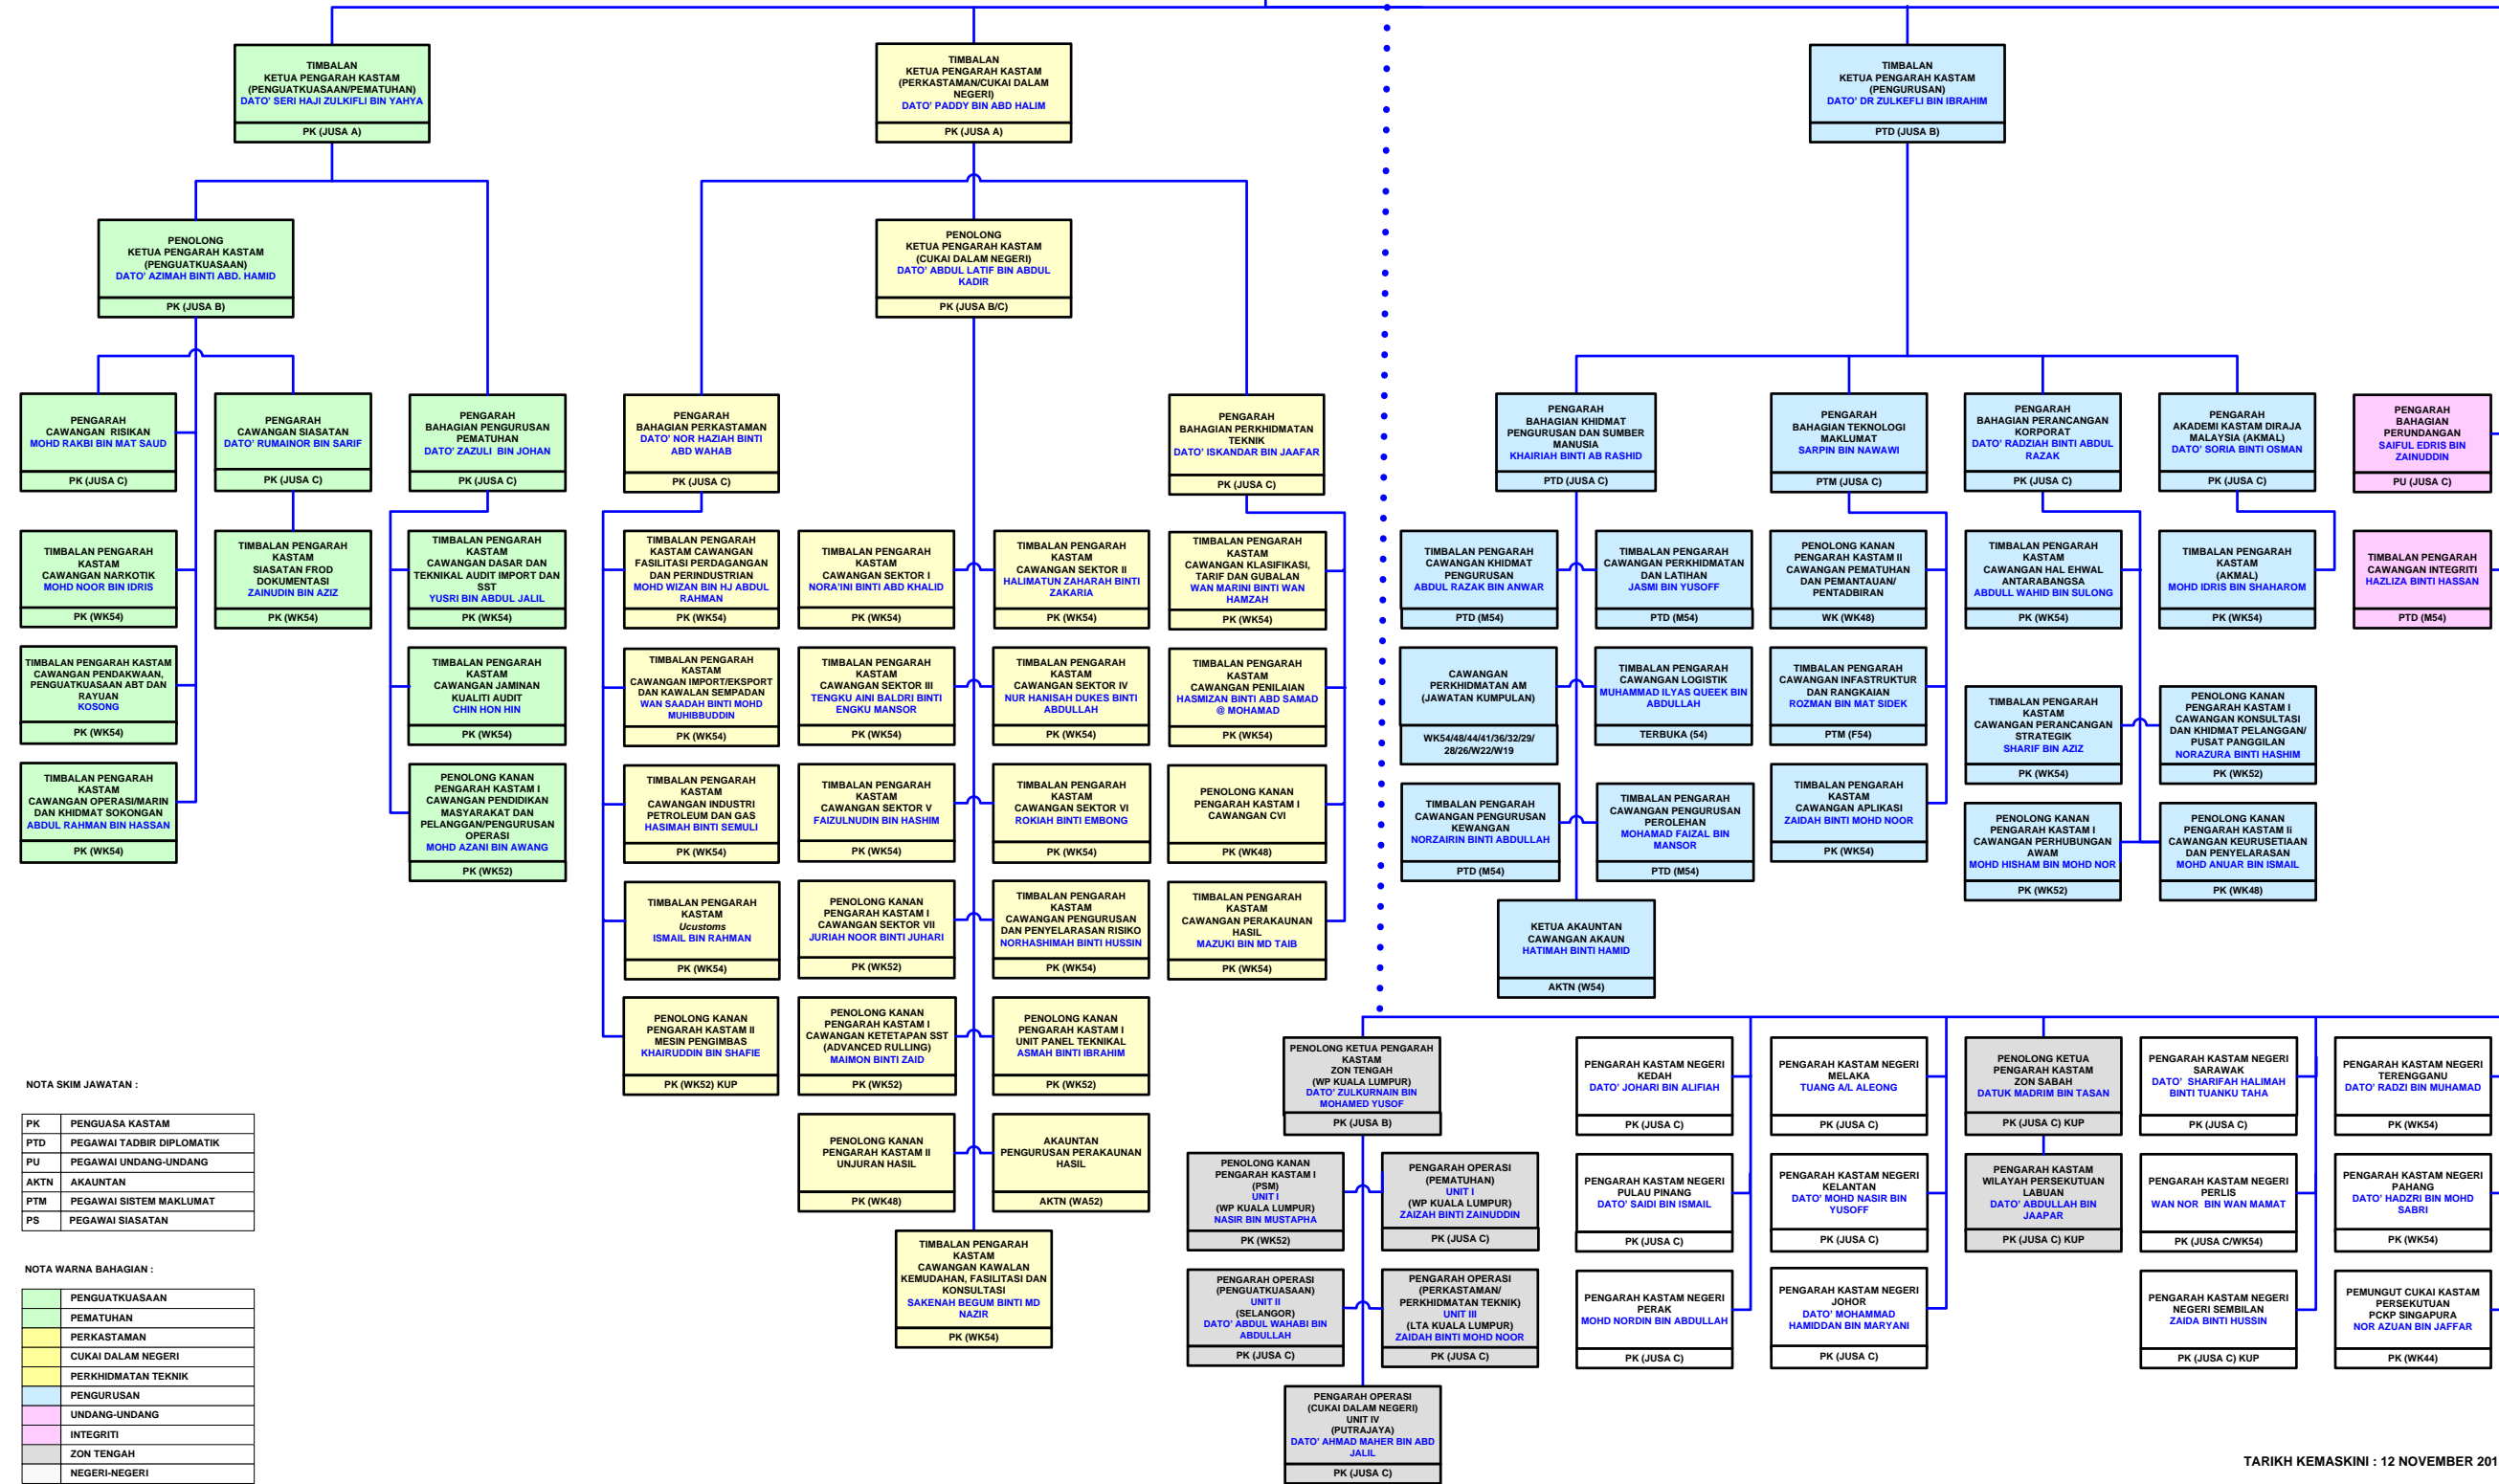 TIMBALAN
KETUA PENGARAH KASTAM
(PENGUATKUASAAN/PEMATUHAN)
DATO' SERI HAJI ZULKIFLI BIN YAHYA
PK (JUSA A)
TIMBALAN
KETUA PENGARAH KASTAM
(PERKASTAMAN/CUKAI DALAM
NEGERI)
DATO' PADDY BIN ABD HALIM
PK (JUSA A)
TIMBALAN
KETUA PENGARAH KASTAM
(PENGURUSAN)
DATO' DR ZULKEFLI BIN IBRAHIM
PTD (JUSA B)
PENOLONG
KETUA PENGARAH KASTAM
(PENGUATKUASAAN)
DATO' AZIMAH BINTI ABD. HAMID
PK (JUSA B)
PENOLONG
KETUA PENGARAH KASTAM
(CUKAI DALAM NEGERI)
DATO' ABDUL LATIF BIN ABDUL
KADIR
PK (JUSA B/C)
PENGARAH
CAWANGAN RISIKAN
MOHD RAKBI BIN MAT SAUD
PK (JUSA C)
PENGARAH
CAWANGAN SIASATAN
DATO' RUMAINOR BIN SARIF
PK (JUSA C)
PENGARAH
BAHAGIAN PENGURUSAN
PEMATUHAN
DATO' ZAZULI BIN JOHAN
PK (JUSA C)
PENGARAH
BAHAGIAN PERKASTAMAN
DATO' NOR HAZIAH BINTI
ABD WAHAB
PK (JUSA C)
PENGARAH
BAHAGIAN PERKHIDMATAN
TEKNIK
DATO' ISKANDAR BIN JAAFAR
PK (JUSA C)
PENGARAH
BAHAGIAN KHIDMAT
PENGURUSAN DAN SUMBER
MANUSIA
KHAIRIAH BINTI AB RASHID
PTD (JUSA C)
PENGARAH
BAHAGIAN TEKNOLOGI
MAKLUMAT
SARPIN BIN NAWAWI
PTM (JUSA C)
PENGARAH
BAHAGIAN PERANCANGAN
KORPORAT
DATO' RADZIAH BINTI ABDUL
RAZAK
PK (JUSA C)
PENGARAH
AKADEMI KASTAM DIRAJA
MALAYSIA (AKMAL)
DATO' SORIA BINTI OSMAN
PK (JUSA C)
PENGARAH
BAHAGIAN
PERUNDANGAN
SAIFUL EDRIS BIN
ZAINUDDIN
PU (JUSA C)
TIMBALAN PENGARAH
KASTAM
CAWANGAN NARKOTIK
MOHD NOOR BIN IDRIS
PK (WK54)
TIMBALAN PENGARAH
KASTAM
SIASATAN FROD
DOKUMENTASI
ZAINUDIN BIN AZIZ
PK (WK54)
TIMBALAN PENGARAH
KASTAM
CAWANGAN DASAR DAN
TEKNIKAL AUDIT IMPORT DAN
SST
YUSRI BIN ABDUL JALIL
PK (WK54)
TIMBALAN PENGARAH
KASTAM CAWANGAN
FASILITASI PERDAGANGAN
DAN PERINDUSTRIAN
MOHD WIZAN BIN HJ ABDUL
RAHMAN
PK (WK54)
TIMBALAN PENGARAH
KASTAM
CAWANGAN SEKTOR I
NORA'INI BINTI ABD KHALID
PK (WK54)
TIMBALAN PENGARAH
KASTAM
CAWANGAN SEKTOR II
HALIMATUN ZAHARAH BINTI
ZAKARIA
PK (WK54)
TIMBALAN PENGARAH
KASTAM
CAWANGAN KLASIFIKASI,
TARIF DAN GUBALAN
WAN MARINI BINTI WAN
HAMZAH
PK (WK54)
TIMBALAN PENGARAH
CAWANGAN KHIDMAT
PENGURUSAN
ABDUL RAZAK BIN ANWAR
PTD (M54)
TIMBALAN PENGARAH
CAWANGAN PERKHIDMATAN
DAN LATIHAN
JASMI BIN YUSOFF
PTD (M54)
PENOLONG KANAN
PENGARAH KASTAM II
CAWANGAN PEMATUHAN
DAN PEMANTAUAN/
PENTADBIRAN
WK (WK48)
TIMBALAN PENGARAH
KASTAM
CAWANGAN HAL EHWAL
ANTARABANGSA
ABDULL WAHID BIN SULONG
PK (WK54)
TIMBALAN PENGARAH
KASTAM
(AKMAL)
MOHD IDRIS BIN SHAHAROM
PK (WK54)
TIMBALAN PENGARAH
CAWANGAN INTEGRITI
HAZLIZA BINTI HASSAN
PTD (M54)
TIMBALAN PENGARAH KASTAM
CAWANGAN PENDAKWAAN,
PENGUATKUASAAN ABT DAN
RAYUAN
KOSONG
PK (WK54)
TIMBALAN PENGARAH
KASTAM
CAWANGAN JAMINAN
KUALITI AUDIT
CHIN HON HIN
PK (WK54)
TIMBALAN PENGARAH
KASTAM
CAWANGAN IMPORT/EKSPORT
DAN KAWALAN SEMPADAN
WAN SAADAH BINTI MOHD
MUHIBBUDDIN
PK (WK54)
TIMBALAN PENGARAH
KASTAM
CAWANGAN SEKTOR III
TENGKU AINI BALDRI BINTI
ENGKU MANSOR
PK (WK54)
TIMBALAN PENGARAH
KASTAM
CAWANGAN SEKTOR IV
NUR HANISAH DUKES BINTI
ABDULLAH
PK (WK54)
TIMBALAN PENGARAH
KASTAM
CAWANGAN PENILAIAN
HASMIZAN BINTI ABD SAMAD
@ MOHAMAD
PK (WK54)
CAWANGAN
PERKHIDMATAN AM
(JAWATAN KUMPULAN)
WK54/48/44/41/36/32/29/
28/26/W22/W19
TIMBALAN PENGARAH
CAWANGAN LOGISTIK
MUHAMMAD ILYAS QUEEK BIN
ABDULLAH
TERBUKA (54)
TIMBALAN PENGARAH
CAWANGAN INFASTRUKTUR
DAN RANGKAIAN
ROZMAN BIN MAT SIDEK
PTM (F54)
TIMBALAN PENGARAH
KASTAM
CAWANGAN PERANCANGAN
STRATEGIK
SHARIF BIN AZIZ
PK (WK54)
PENOLONG KANAN
PENGARAH KASTAM I
CAWANGAN KONSULTASI
DAN KHIDMAT PELANGGAN/
PUSAT PANGGILAN
NORAZURA BINTI HASHIM
PK (WK52)
TIMBALAN PENGARAH
KASTAM
CAWANGAN OPERASI/MARIN
DAN KHIDMAT SOKONGAN
ABDUL RAHMAN BIN HASSAN
PK (WK54)
PENOLONG KANAN
PENGARAH KASTAM I
CAWANGAN PENDIDIKAN
MASYARAKAT DAN
PELANGGAN/PENGURUSAN
OPERASI
MOHD AZANI BIN AWANG
PK (WK52)
TIMBALAN PENGARAH
KASTAM
CAWANGAN INDUSTRI
PETROLEUM DAN GAS
HASIMAH BINTI SEMULI
PK (WK54)
TIMBALAN PENGARAH
KASTAM
CAWANGAN SEKTOR V
FAIZULNUDIN BIN HASHIM
PK (WK54)
TIMBALAN PENGARAH
KASTAM
CAWANGAN SEKTOR VI
ROKIAH BINTI EMBONG
PK (WK54)
PENOLONG KANAN
PENGARAH KASTAM I
CAWANGAN CVI
PK (WK48)
TIMBALAN PENGARAH
CAWANGAN PENGURUSAN
KEWANGAN
NORZAIRIN BINTI ABDULLAH
PTD (M54)
TIMBALAN PENGARAH
CAWANGAN PENGURUSAN
PEROLEHAN
MOHAMAD FAIZAL BIN
MANSOR
PTD (M54)
TIMBALAN PENGARAH
KASTAM
CAWANGAN APLIKASI
ZAIDAH BINTI MOHD NOOR
PK (WK54)
PENOLONG KANAN
PENGARAH KASTAM I
CAWANGAN PERHUBUNGAN
AWAM
MOHD HISHAM BIN MOHD NOR
PK (WK52)
PENOLONG KANAN
PENGARAH KASTAM Ii
CAWANGAN KEURUSETIAAN
DAN PENYELARASAN
MOHD ANUAR BIN ISMAIL
PK (WK48)
TIMBALAN PENGARAH
KASTAM
Ucustoms
ISMAIL BIN RAHMAN
PK (WK54)
PENOLONG KANAN
PENGARAH KASTAM I
CAWANGAN SEKTOR VII
JURIAH NOOR BINTI JUHARI
PK (WK52)
TIMBALAN PENGARAH
KASTAM
CAWANGAN PENGURUSAN
DAN PENYELARASAN RISIKO
NORHASHIMAH BINTI HUSSIN
PK (WK54)
TIMBALAN PENGARAH
KASTAM
CAWANGAN PERAKAUNAN
HASIL
MAZUKI BIN MD TAIB
PK (WK54)
KETUA AKAUNTAN
CAWANGAN AKAUN
HATIMAH BINTI HAMID
AKTN (W54)
PENOLONG KANAN
PENGARAH KASTAM II
MESIN PENGIMBAS
KHAIRUDDIN BIN SHAFIE
PK (WK52) KUP
PENOLONG KANAN
PENGARAH KASTAM I
CAWANGAN KETETAPAN SST
(ADVANCED RULLING)
MAIMON BINTI ZAID
PK (WK52)
PENOLONG KANAN
PENGARAH KASTAM I
UNIT PANEL TEKNIKAL
ASMAH BINTI IBRAHIM
PK (WK52)
PENOLONG KETUA PENGARAH
KASTAM
ZON TENGAH
(WP KUALA LUMPUR)
DATO' ZULKURNAIN BIN
MOHAMED YUSOF
PK (JUSA B)
PENGARAH KASTAM NEGERI
KEDAH
DATO' JOHARI BIN ALIFIAH
PK (JUSA C)
PENGARAH KASTAM NEGERI
MELAKA
TUANG A/L ALEONG
PK (JUSA C)
PENOLONG KETUA
PENGARAH KASTAM
ZON SABAH
DATUK MADRIM BIN TASAN
PK (JUSA C) KUP
PENGARAH KASTAM NEGERI
SARAWAK
DATO' SHARIFAH HALIMAH
BINTI TUANKU TAHA
PK (JUSA C)
PENGARAH KASTAM NEGERI
TERENGGANU
DATO' RADZI BIN MUHAMAD
PK (WK54)
NOTA SKIM JAWATAN :
PK PENGUASA KASTAM
PTD PEGAWAI TADBIR DIPLOMATIK
PU PEGAWAI UNDANG-UNDANG
AKTN AKAUNTAN
PTM PEGAWAI SISTEM MAKLUMAT
PS PEGAWAI SIASATAN
PENOLONG KANAN
PENGARAH KASTAM II
UNJURAN HASIL
PK (WK48)
AKAUNTAN
PENGURUSAN PERAKAUNAN
HASIL
AKTN (WA52)
PENOLONG KANAN
PENGARAH KASTAM I
(PSM)
UNIT I
(WP KUALA LUMPUR)
NASIR BIN MUSTAPHA
PK (WK52)
PENGARAH OPERASI
(PEMATUHAN)
UNIT I
(WP KUALA LUMPUR)
ZAIZAH BINTI ZAINUDDIN
PK (JUSA C)
PENGARAH KASTAM NEGERI
PULAU PINANG
DATO' SAIDI BIN ISMAIL
PK (JUSA C)
PENGARAH KASTAM NEGERI
KELANTAN
DATO' MOHD NASIR BIN
YUSOFF
PK (JUSA C)
PENGARAH KASTAM
WILAYAH PERSEKUTUAN
LABUAN
DATO' ABDULLAH BIN
JAAPAR
PK (JUSA C) KUP
PENGARAH KASTAM NEGERI
PERLIS
WAN NOR BIN WAN MAMAT
PK (JUSA C/WK54)
PENGARAH KASTAM NEGERI
PAHANG
DATO' HADZRI BIN MOHD
SABRI
PK (WK54)
TIMBALAN PENGARAH
KASTAM
CAWANGAN KAWALAN
KEMUDAHAN, FASILITASI DAN
KONSULTASI
SAKENAH BEGUM BINTI MD
NAZIR
PK (WK54)
PENGARAH OPERASI
(PENGUATKUASAAN)
UNIT II
(SELANGOR)
DATO' ABDUL WAHABI BIN
ABDULLAH
PK (JUSA C)
PENGARAH OPERASI
(PERKASTAMAN/
PERKHIDMATAN TEKNIK)
UNIT III
(LTA KUALA LUMPUR)
ZAIDAH BINTI MOHD NOOR
PK (JUSA C)
PENGARAH KASTAM NEGERI
PERAK
MOHD NORDIN BIN ABDULLAH
PK (JUSA C)
PENGARAH KASTAM NEGERI
JOHOR
DATO' MOHAMMAD
HAMIDDAN BIN MARYANI
PK (JUSA C)
PENGARAH KASTAM NEGERI
NEGERI SEMBILAN
ZAIDA BINTI HUSSIN
PK (JUSA C) KUP
PEMUNGUT CUKAI KASTAM
PERSEKUTUAN
PCKP SINGAPURA
NOR AZUAN BIN JAFFAR
PK (WK44)
NOTA WARNA BAHAGIAN :
PENGUATKUASAAN
PEMATUHAN
PERKASTAMAN
CUKAI DALAM NEGERI
PERKHIDMATAN TEKNIK
PENGURUSAN
UNDANG-UNDANG
INTEGRITI
ZON TENGAH
NEGERI-NEGERI
PENGARAH OPERASI
(CUKAI DALAM NEGERI)
UNIT IV
(PUTRAJAYA)
DATO' AHMAD MAHER BIN ABD
JALIL
PK (JUSA C)
TARIKH KEMASKINI : 12 NOVEMBER 201